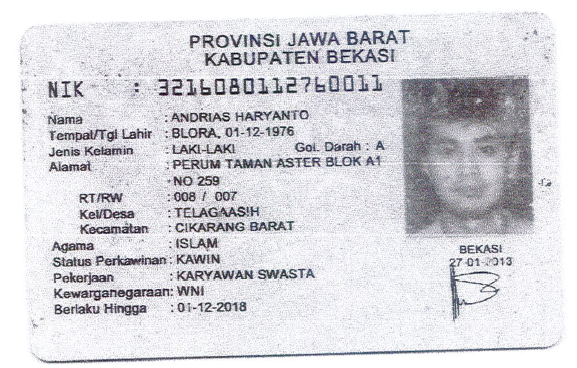 PROVINSI JAWA BARAT
KABUPATEN BEKASI
NIK : 3216080112760011
Nama : ANDRIAS HARYANTO
Tempat/Tgl Lahir : BLORA, 01-12-1976
Jenis Kelamin : LAKI-LAKI Gol. Darah : A
Alamat : PERUM TAMAN ASTER BLOK A1
NO 259
RT/RW : 008 / 007
Kel/Desa : TELAGAASIH
Kecamatan : CIKARANG BARAT
Agama : ISLAM
Status Perkawinan : KAWIN
Pekerjaan : KARYAWAN SWASTA
Kewarganegaraan: WNI
Berlaku Hingga : 01-12-2018
BEKASI
27-01-2013